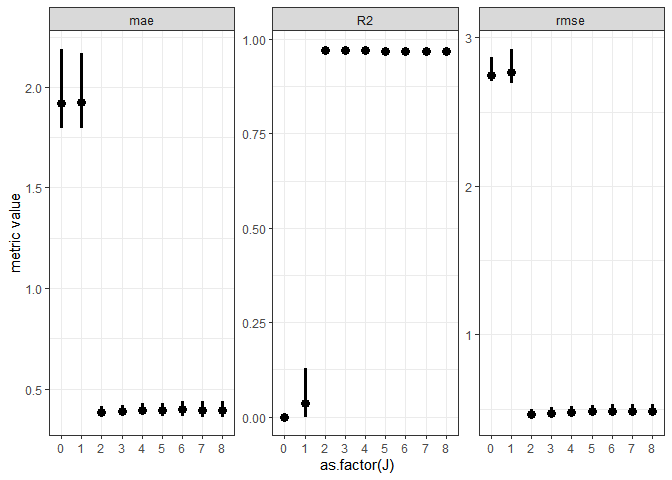 mae
R2
rmse
metric value
2.0
1.5
1.0
0.5
0 1 2 3 4 5 6 7 8
1.00
0.75
0.50
0.25
0.00
0 1 2 3 4 5 6 7 8
3
2
1
0 1 2 3 4 5 6 7 8
as.factor(J)